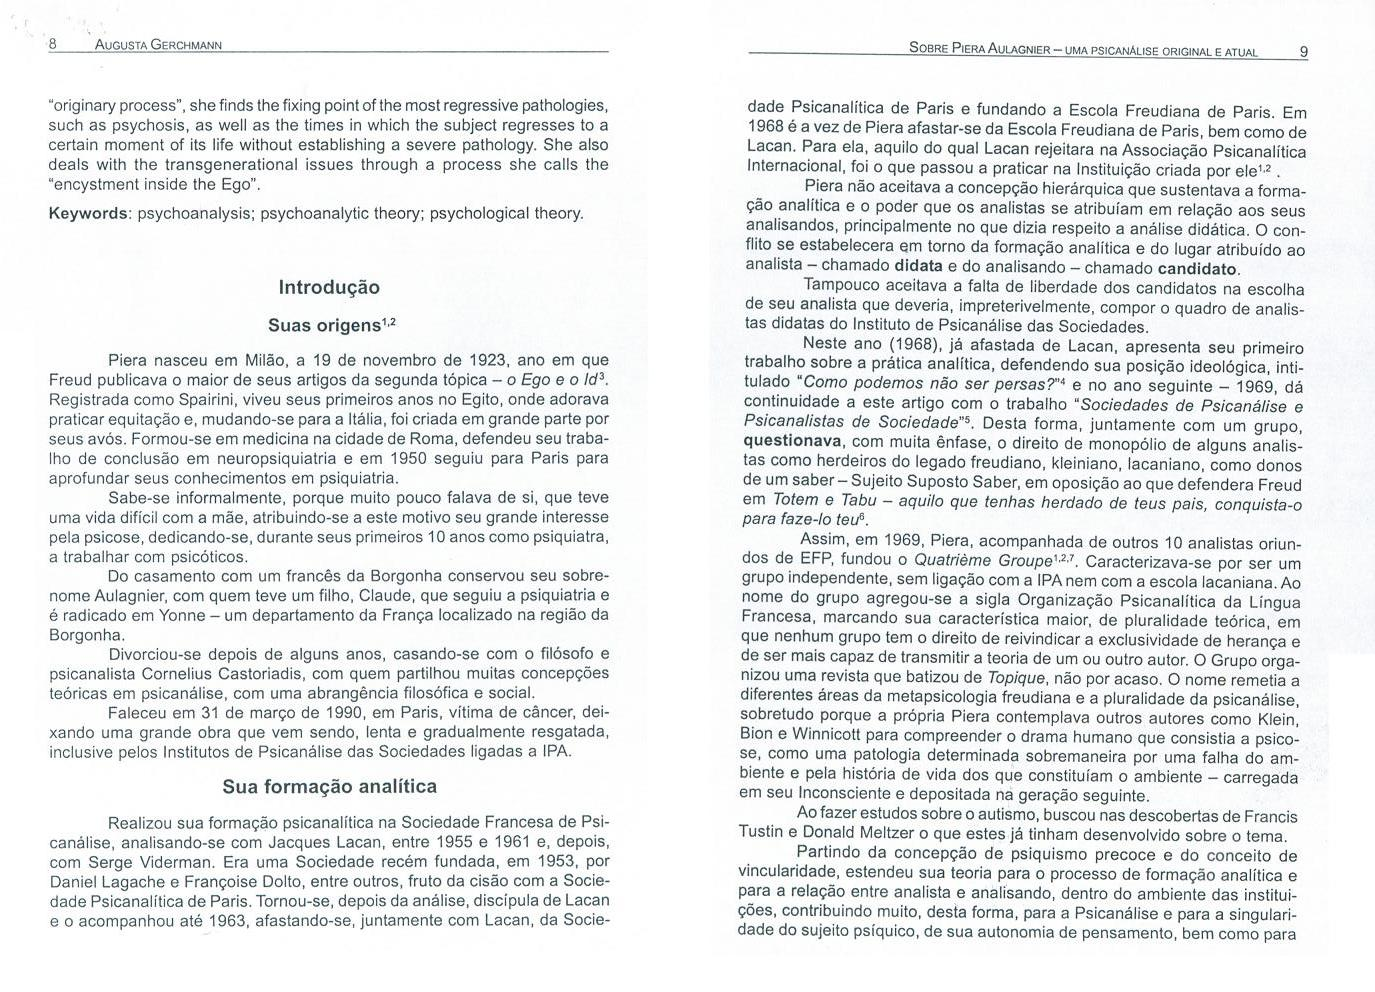 8 AUGUSTA GERCHMANN
"originary process", she finds the fixing point of the most regressive pathologies,
such as psychosis, as well as the times in which the subject regresses to a
certain moment of its life without establishing a severe pathology. She also
deals with the transgenerational issues through a process she calls the
"encystment inside the Ego".
Keywords: psychoanalysis; psychoanalytic theory; psychological theory.
Introdução
Suas origens1,2
Piera nasceu em Milão, a 19 de novembro de 1923, ano em que
Freud publicava o maior de seus artigos da segunda tópica – o Ego e o Id3.
Registrada como Spairini, viveu seus primeiros anos no Egito, onde adorava
praticar equitação e, mudando-se para a Itália, foi criada em grande parte por
seus avós. Formou-se em medicina na cidade de Roma, defendeu seu traba-
lho de conclusão em neuropsiquiatria e em 1950 seguiu para Paris para
aprofundar seus conhecimentos em psiquiatria.
Sabe-se informalmente, porque muito pouco falava de si, que teve
uma vida difícil com a mãe, atribuindo-se a este motivo seu grande interesse
pela psicose, dedicando-se, durante seus primeiros 10 anos como psiquiatra,
a trabalhar com psicóticos.
Do casamento com um francês da Borgonha conservou seu sobre-
nome Aulagnier, com quem teve um filho, Claude, que seguiu a psiquiatria e
é radicado em Yonne – um departamento da França localizado na região da
Borgonha.
Divorciou-se depois de alguns anos, casando-se com o filósofo e
psicanalista Cornelius Castoriadis, com quem partilhou muitas concepções
teóricas em psicanálise, com uma abrangência filosófica e social.
Faleceu em 31 de março de 1990, em Paris, vítima de câncer, dei-
xando uma grande obra que vem sendo, lenta e gradualmente resgatada,
inclusive pelos Institutos de Psicanálise das Sociedades ligadas a IPA.
Sua formação analítica
Realizou sua formação psicanalítica na Sociedade Francesa de Psi-
canálise, analisando-se com Jacques Lacan, entre 1955 e 1961 e, depois,
com Serge Viderman. Era uma Sociedade recém fundada, em 1953, por
Daniel Lagache e Françoise Dolto, entre outros, fruto da cisão com a Socie-
dade Psicanalítica de Paris. Tornou-se, depois da análise, discípula de Lacan
e o acompanhou até 1963, afastando-se, juntamente com Lacan, da Socie-
SOBRE PIERA AULAGNIER – UMA PSICANÁLISE ORIGINAL E ATUAL 9
dade Psicanalítica de Paris e fundando a Escola Freudiana de Paris. Em
1968 é a vez de Piera afastar-se da Escola Freudiana de Paris, bem como de
Lacan. Para ela, aquilo do qual Lacan rejeitara na Associação Psicanalítica
Internacional, foi o que passou a praticar na Instituição criada por ele1,2 .
Piera não aceitava a concepção hierárquica que sustentava a forma-
ção analítica e o poder que os analistas se atribuíam em relação aos seus
analisandos, principalmente no que dizia respeito a análise didática. O con-
flito se estabelecera em torno da formação analítica e do lugar atribuído ao
analista – chamado didata e do analisando – chamado candidato.
Tampouco aceitava a falta de liberdade dos candidatos na escolha
de seu analista que deveria, impreterivelmente, compor o quadro de analis-
tas didatas do Instituto de Psicanálise das Sociedades.
Neste ano (1968), já afastada de Lacan, apresenta seu primeiro
trabalho sobre a prática analítica, defendendo sua posição ideológica, inti-
tulado "Como podemos não ser persas?"4 e no ano seguinte – 1969, dá
continuidade a este artigo com o trabalho "Sociedades de Psicanálise e
Psicanalistas de Sociedade"5. Desta forma, juntamente com um grupo,
questionava, com muita ênfase, o direito de monopólio de alguns analis-
tas como herdeiros do legado freudiano, kleiniano, lacaniano, como donos
de um saber – Sujeito Suposto Saber, em oposição ao que defendera Freud
em Totem e Tabu – aquilo que tenhas herdado de teus pais, conquista-o
para faze-lo teu6.
Assim, em 1969, Piera, acompanhada de outros 10 analistas oriun-
dos de EFP, fundou o Quatrième Groupe1,2,7. Caracterizava-se por ser um
grupo independente, sem ligação com a IPA nem com a escola lacaniana. Ao
nome do grupo agregou-se a sigla Organização Psicanalítica da Língua
Francesa, marcando sua característica maior, de pluralidade teórica, em
que nenhum grupo tem o direito de reivindicar a exclusividade de herança e
de ser mais capaz de transmitir a teoria de um ou outro autor. O Grupo orga-
nizou uma revista que batizou de Topique, não por acaso. O nome remetia a
diferentes áreas da metapsicologia freudiana e a pluralidade da psicanálise,
sobretudo porque a própria Piera contemplava outros autores como Klein,
Bion e Winnicott para compreender o drama humano que consistia a psico-
se, como uma patologia determinada sobremaneira por uma falha do am-
biente e pela história de vida dos que constituíam o ambiente – carregada
em seu Inconsciente e depositada na geração seguinte.
Ao fazer estudos sobre o autismo, buscou nas descobertas de Francis
Tustin e Donald Meltzer o que estes já tinham desenvolvido sobre o tema.
Partindo da concepção de psiquismo precoce e do conceito de
vincularidade, estendeu sua teoria para o processo de formação analítica e
para a relação entre analista e analisando, dentro do ambiente das institui-
ções, contribuindo muito, desta forma, para a Psicanálise e para a singulari-
dade do sujeito psíquico, de sua autonomia de pensamento, bem como para